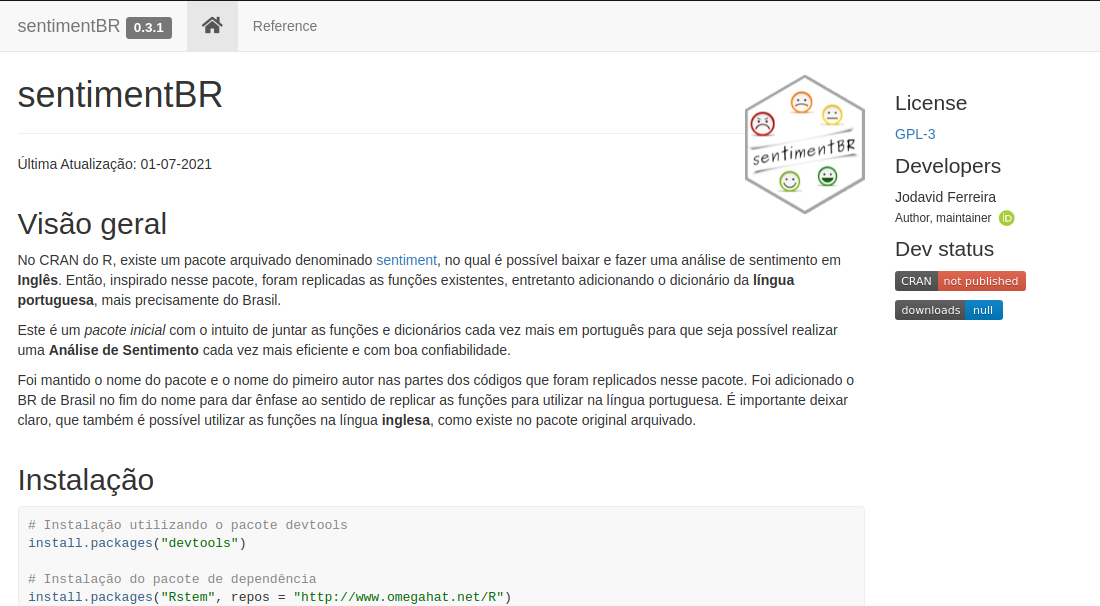 sentimentBR 0.3.1
Reference
sentimentBR
sentimentBR
Última Atualização: 01-07-2021
Visão geral
No CRAN do R, existe um pacote arquivado denominado sentiment, no qual é possível baixar e fazer uma análise de sentimento em
Inglês. Então, inspirado nesse pacote, foram replicadas as funções existentes, entretanto adicionando o dicionário da língua
portuguesa, mais precisamente do Brasil.
Este é um pacote inicial com o intuito de juntar as funções e dicionários cada vez mais em português para que seja possível realizar
uma Análise de Sentimento cada vez mais eficiente e com boa confiabilidade.
Foi mantido o nome do pacote e o nome do pimeiro autor nas partes dos códigos que foram replicados nesse pacote. Foi adicionado o
BR de Brasil no fim do nome para dar ênfase ao sentido de replicar as funções para utilizar na língua portuguesa. É importante deixar
claro, que também é possível utilizar as funções na língua inglesa, como existe no pacote original arquivado.
Instalação
# Instalação utilizando o pacote devtools
install.packages("devtools")
# Instalação do pacote de dependência
install.packages("Rstem", repos = "http://www.omegahat.net/R")
License
GPL-3
Developers
Jodavid Ferreira
Author, maintainer iD
Dev status
CRAN not published
downloads null